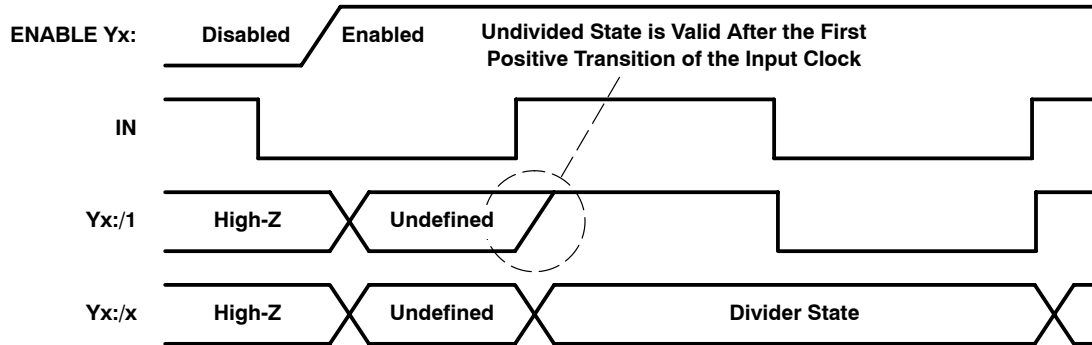 ENABLE Yx: Disabled Enabled Undivided State is Valid After the First
Positive Transition of the Input Clock
IN
Yx:/1 High-Z Undefined
Yx:/x High-Z Undefined Divider State